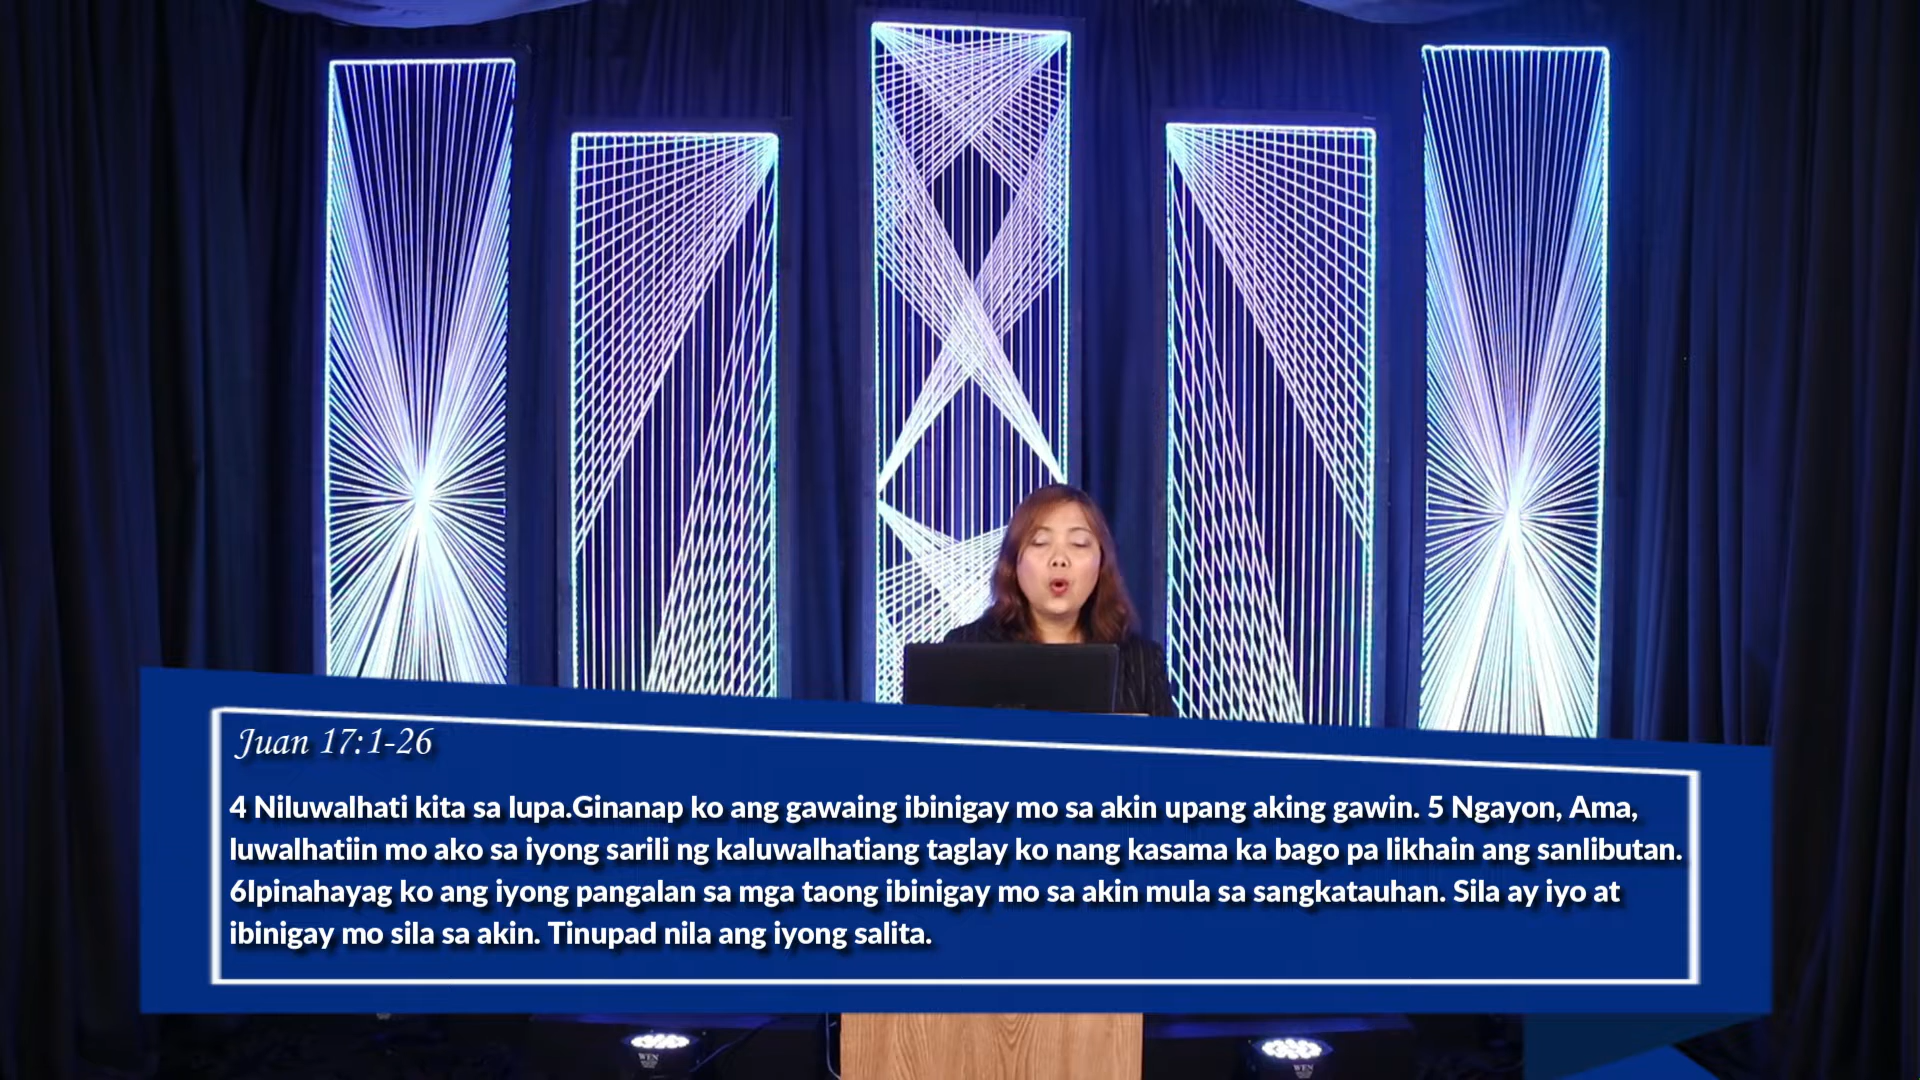 Juan 17:1-26
4 Niluwalhati kita sa lupa.Ginanap ko ang gawaing ibinigay mo sa akin upang aking gawin. 5 Ngayon, Ama,
luwalhatiin mo ako sa iyong sarili ng kaluwalhatiang taglay ko nang kasama ka bago pa likhain ang sanlibutan.
6Ipinahayag ko ang iyong pangalan sa mga taong ibinigay mo sa akin mula sa sangkatauhan. Sila ay iyo at
ibinigay mo sila sa akin. Tinupad nila ang iyong salita.
WEN
WEN